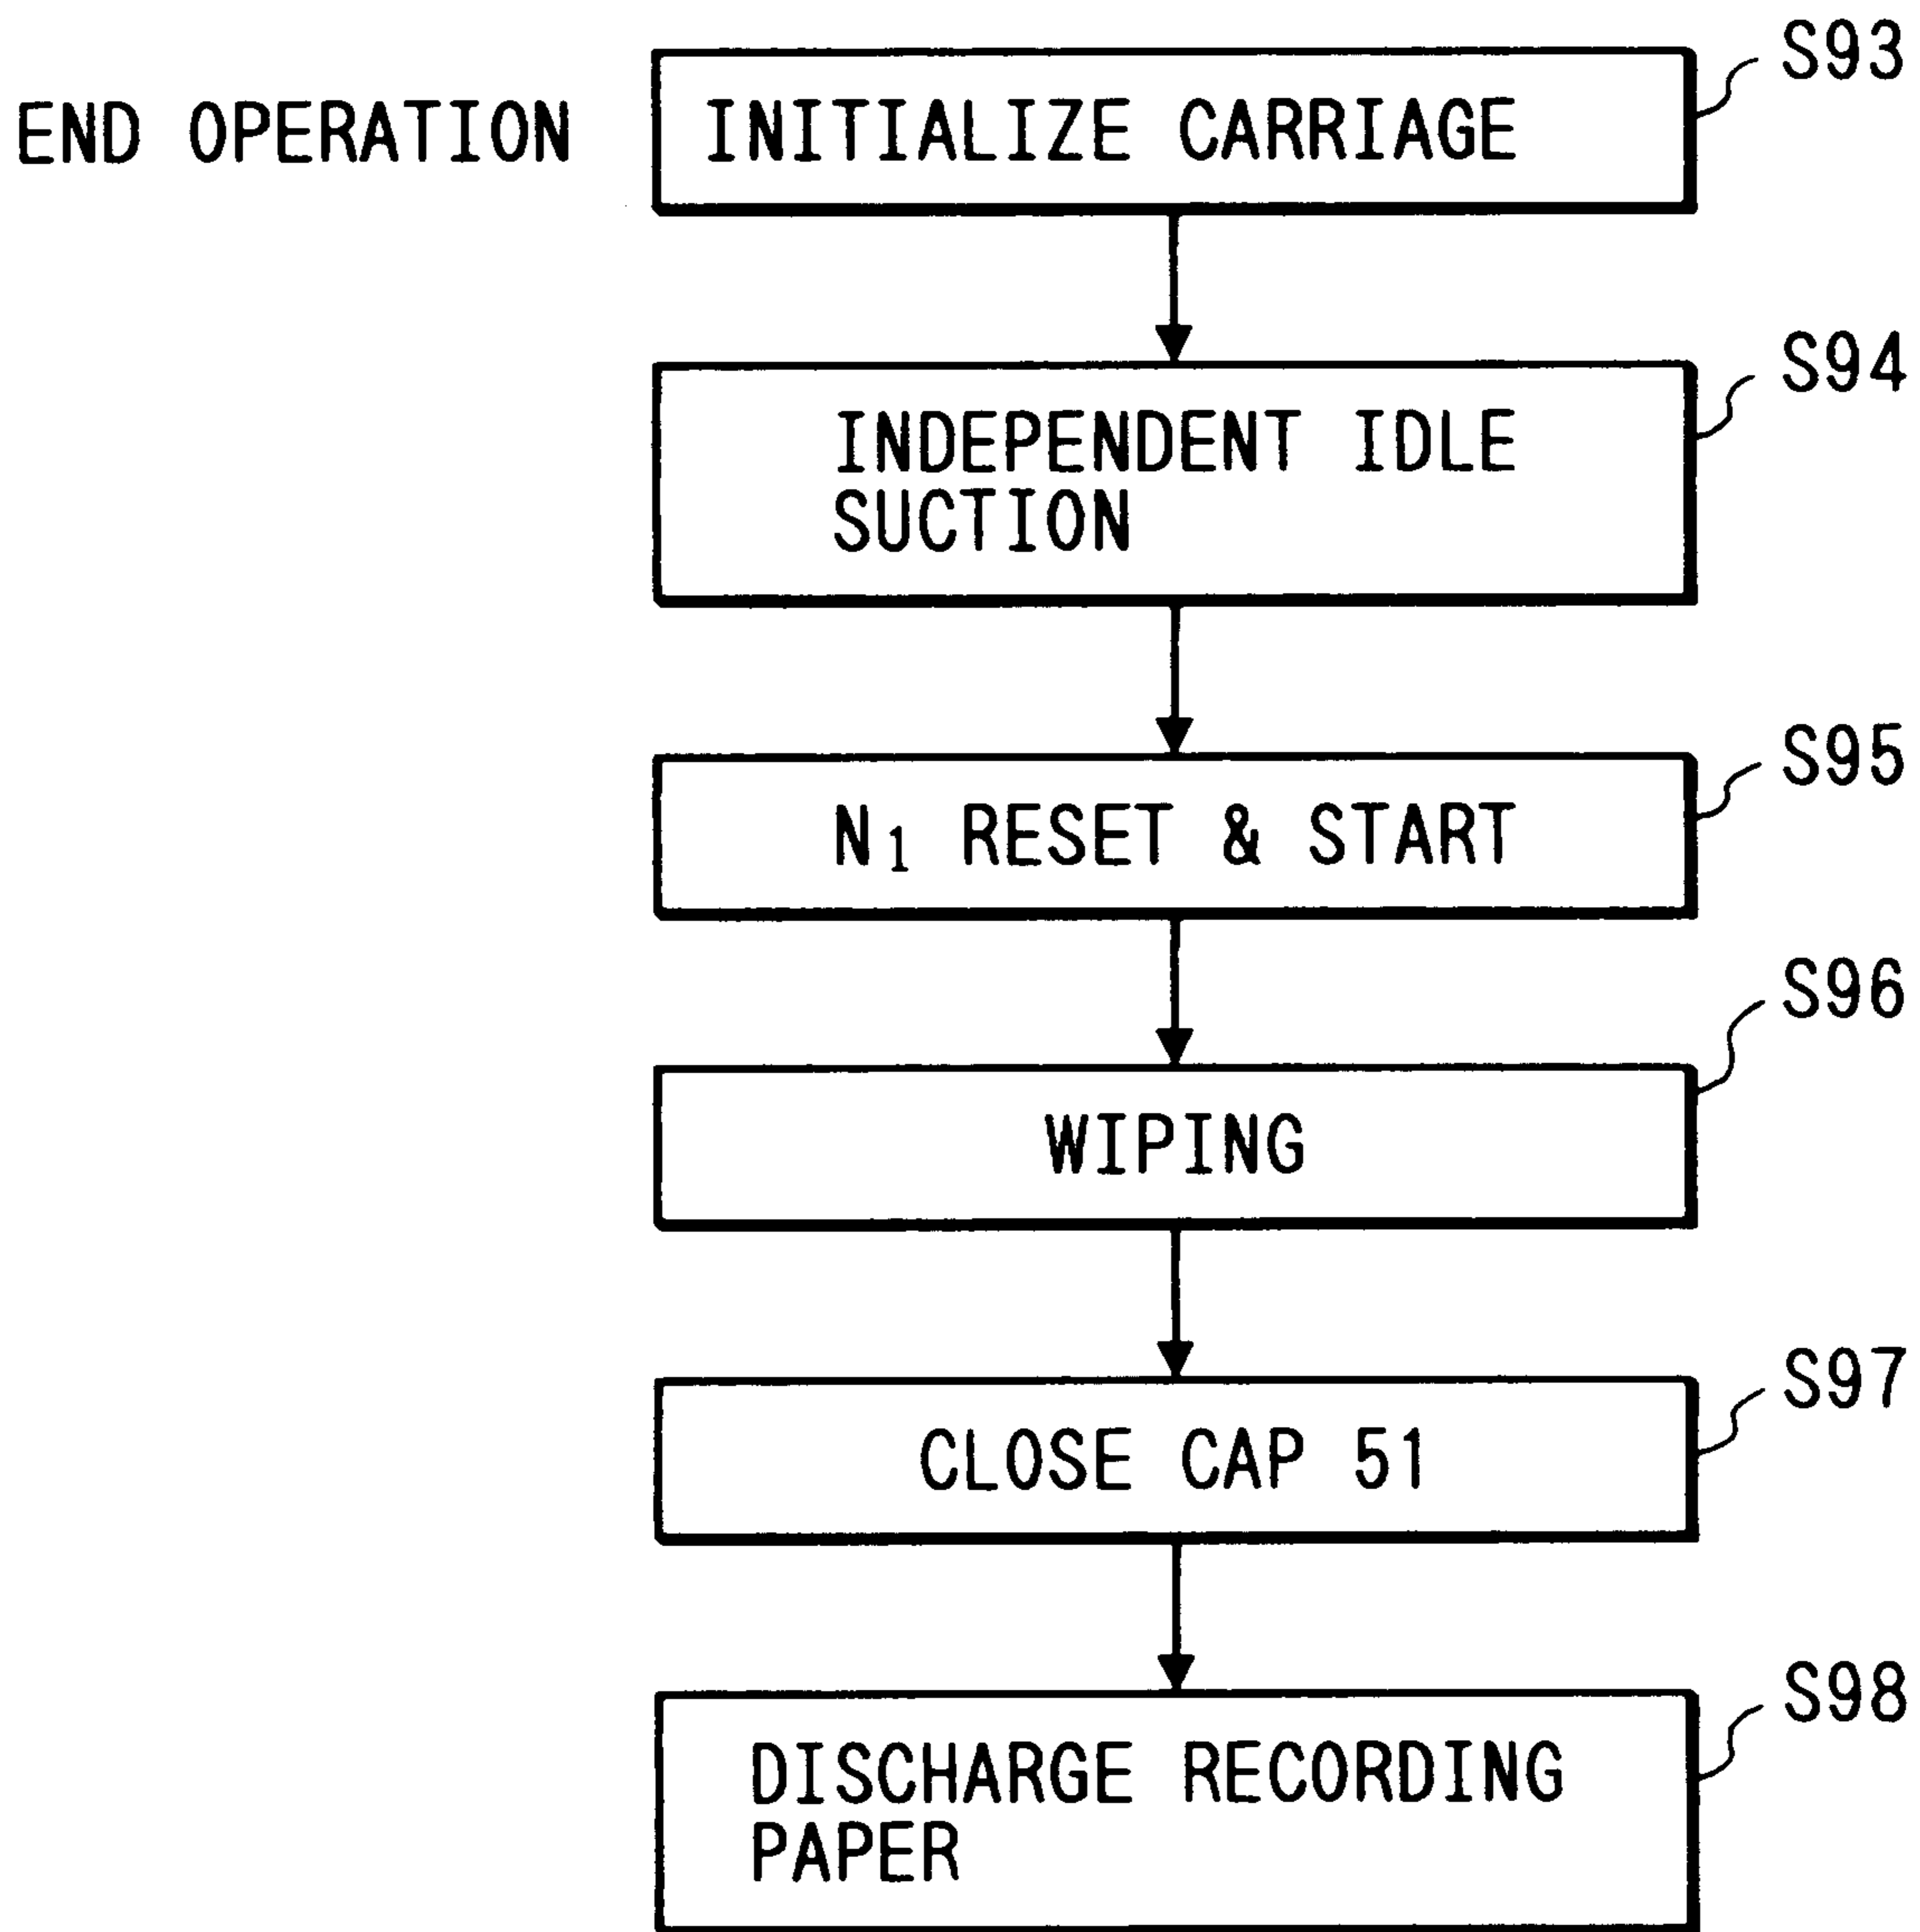 S93
END OPERATION
INITIALIZE CARRIAGE
S94
INDEPENDENT IDLE
SUCTION
S95
N1 RESET & START
S96
WIPING
S97
CLOSE CAP 51
S98
DISCHARGE RECORDING
PAPER